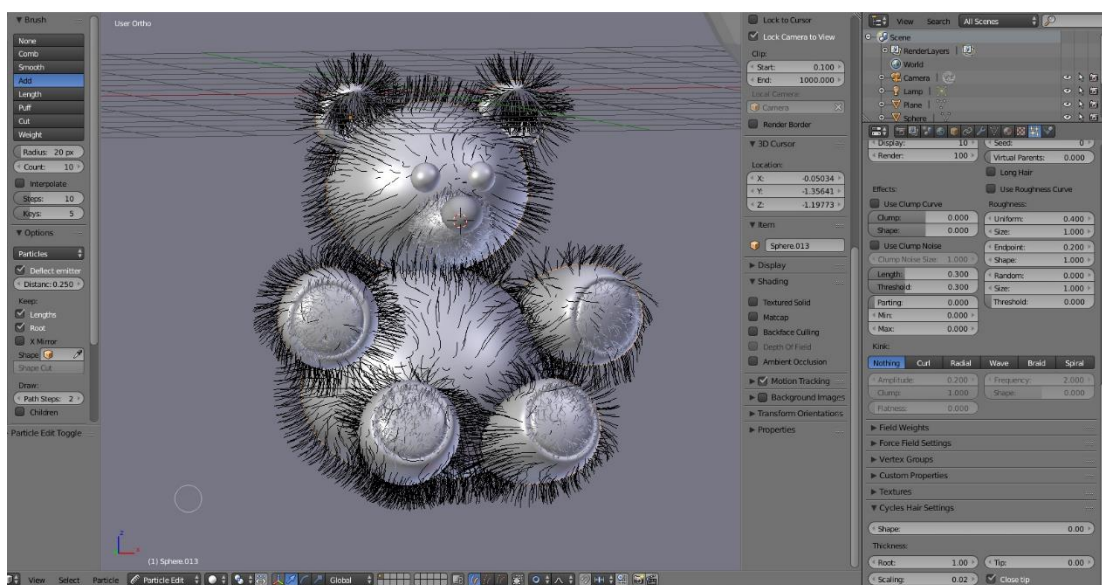 Brush
None
Comb
Smooth
Add
Length
Puff
Cut
Weight
Radius: 20 px
Count: 10
Interpolate
Steps: 10
Keys: 5
Options
Particles
Deflect emitter
Distanc: 0.250
Keep:
Lengths
Root
X Mirror
Shape
Shape Cut
Draw:
Path Steps: 2
Children
Particle Edit Toggle
User Ortho
(1) Sphere.013
View Select Particle Particle Edit Global
Lock to Cursor
Lock Camera to View
Clip:
Start: 0.100
End: 1000.000
Local Camera:
Camera
Render Border
3D Cursor
Location:
X: -0.05034
Y: -1.35641
Z: -1.19773
Item
Sphere.013
Display
Shading
Textured Solid
Matcap
Backface Culling
Depth Of Field
Ambient Occlusion
Motion Tracking
Background Images
Transform Orientations
Properties
View Search All Scenes
Scene
RenderLayers
World
Camera
Lamp
Plane
Sphere
Display: 10
Render: 100
Seed: 0
Virtual Parents: 0.000
Long Hair
Effects:
Use Clump Curve
Clump: 0.000
Shape: 0.000
Use Clump Noise
Clump Noise Size: 1.000
Length: 0.300
Threshold: 0.300
Parting: 0.000
Min: 0.000
Max: 0.000
Use Roughness Curve
Roughness:
Uniform: 0.400
Size: 1.000
Endpoint: 0.200
Shape: 1.000
Random: 0.000
Size: 1.000
Threshold: 0.000
Kink:
Nothing Curl Radial Wave Braid Spiral
Amplitude: 0.200 Frequency: 2.000
Clump: 1.000 Shape: 0.000
Flatness: 0.000
Field Weights
Force Field Settings
Vertex Groups
Custom Properties
Textures
Cycles Hair Settings
Shape: 0.00
Thickness:
Root: 1.00 Tip: 0.00
Scaling: 0.02 Close tip